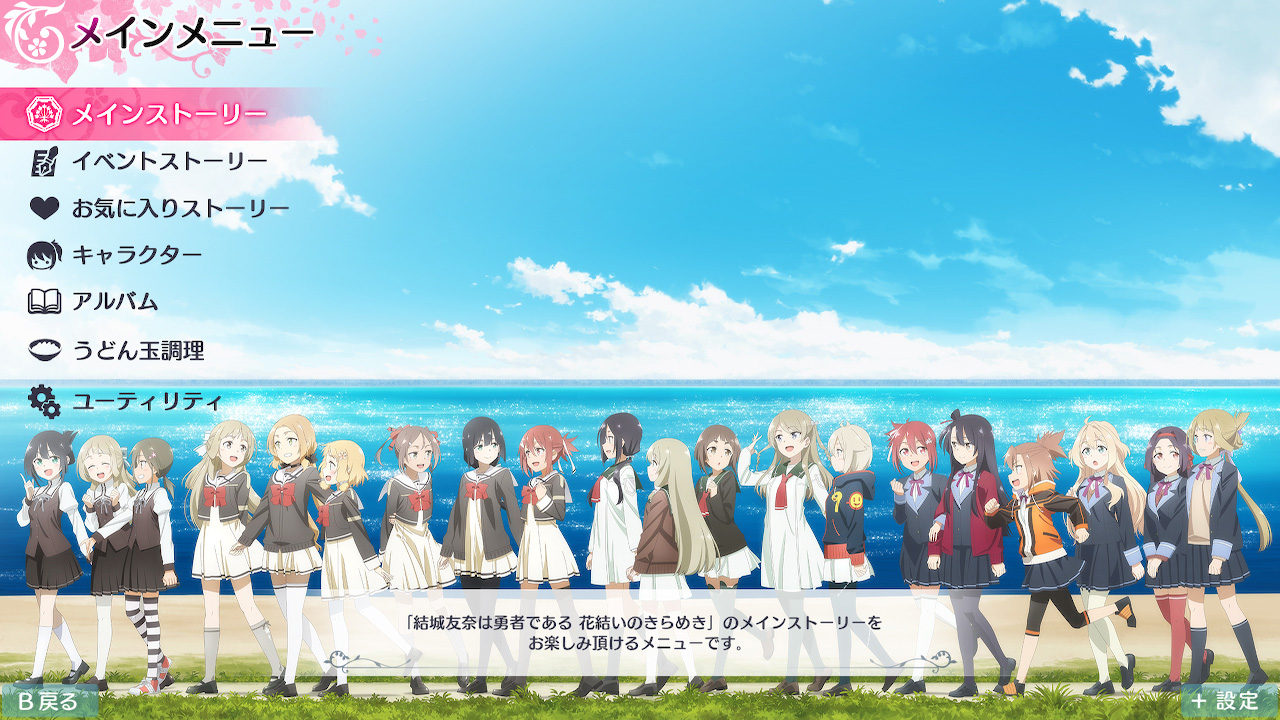 メインメニュー
メインストーリー
イベントストーリー
お気に入りストーリー
キャラクター
アルバム
うどん玉調理
ユーティリティ
「結城友奈は勇者である 花結いのきらめき」のメインストーリーを
お楽しみ頂けるメニューです。
B 戻る
+ 設定